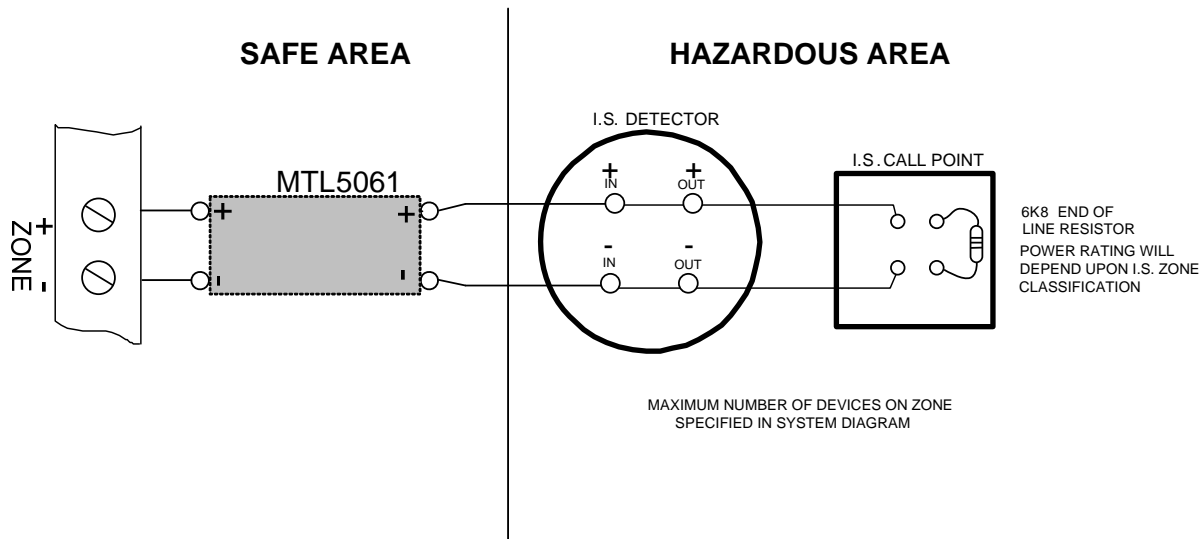 SAFE AREA
HAZARDOUS AREA
I.S. DETECTOR
I.S. CALL POINT
MTL5061
+ +
IN OUT
+ +
+
ZONE
-
- -
IN OUT
- -
6K8 END OF
LINE RESISTOR
POWER RATING WILL
DEPEND UPON I.S. ZONE
CLASSIFICATION
MAXIMUM NUMBER OF DEVICES ON ZONE
SPECIFIED IN SYSTEM DIAGRAM